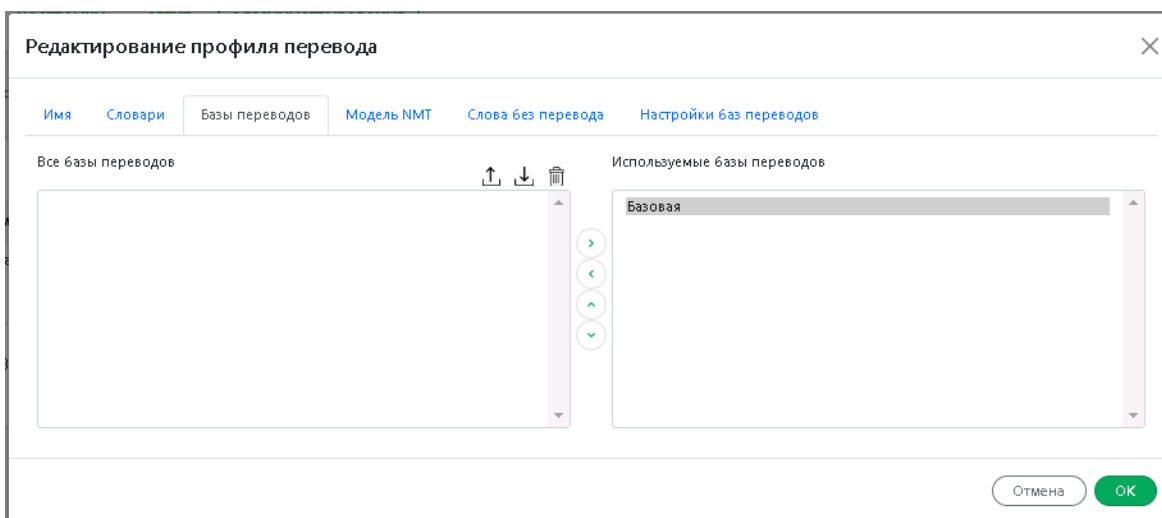 Редактирование профиля перевода
Имя Словари Базы переводов Модель NMT Слова без перевода Настройки баз переводов
Все базы переводов Используемые базы переводов
Базовая
Отмена OK